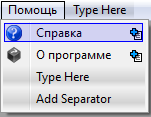 Помощь Type Here
Справка
О программе
Type Here
Add Separator